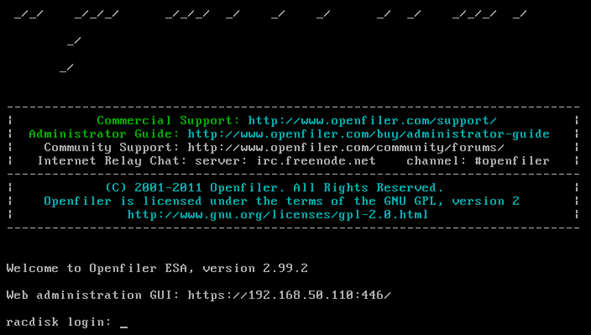 Commercial Support: http://www.openfiler.com/support/
Administrator Guide: http://www.openfiler.com/buy/administrator-guide
Community Support: http://www.openfiler.com/community/forums/
Internet Relay Chat: server: irc.freenode.net channel: #openfiler
(C) 2001-2011 Openfiler. All Rights Reserved.
Openfiler is licensed under the terms of the GNU GPL, version 2
http://www.gnu.org/licenses/gpl-2.0.html
Welcome to Openfiler ESA, version 2.99.2
Web administration GUI: https://192.168.50.110:446/
racdisk login: _